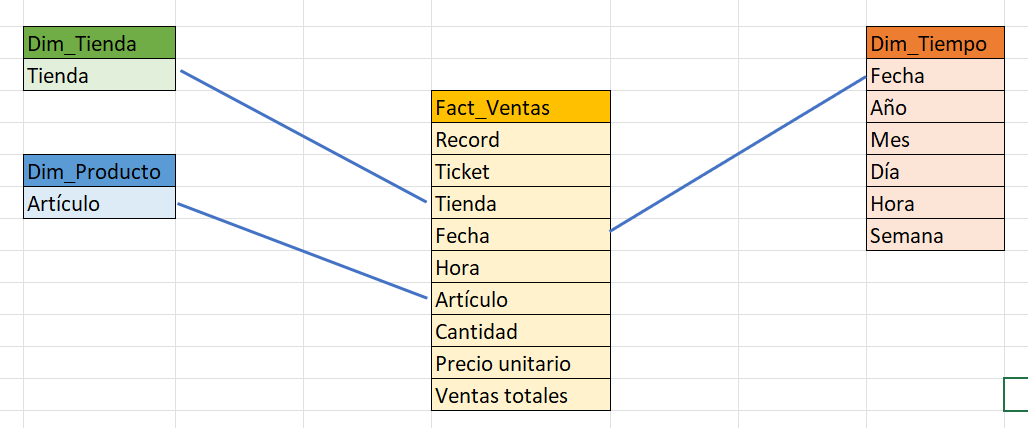 Dim_Tienda
Tienda
Dim_Producto
Artículo
Fact_Ventas
Record
Ticket
Tienda
Fecha
Hora
Artículo
Cantidad
Precio unitario
Ventas totales
Dim_Tiempo
Fecha
Año
Mes
Día
Hora
Semana